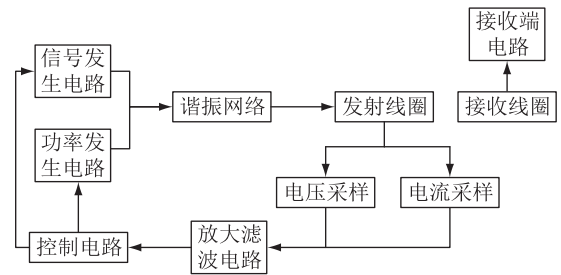 接收端
电路
信号发
生电路
谐振网络
发射线圈
接收线圈
功率发
生电路
电压采样
电流采样
控制电路
放大滤
波电路